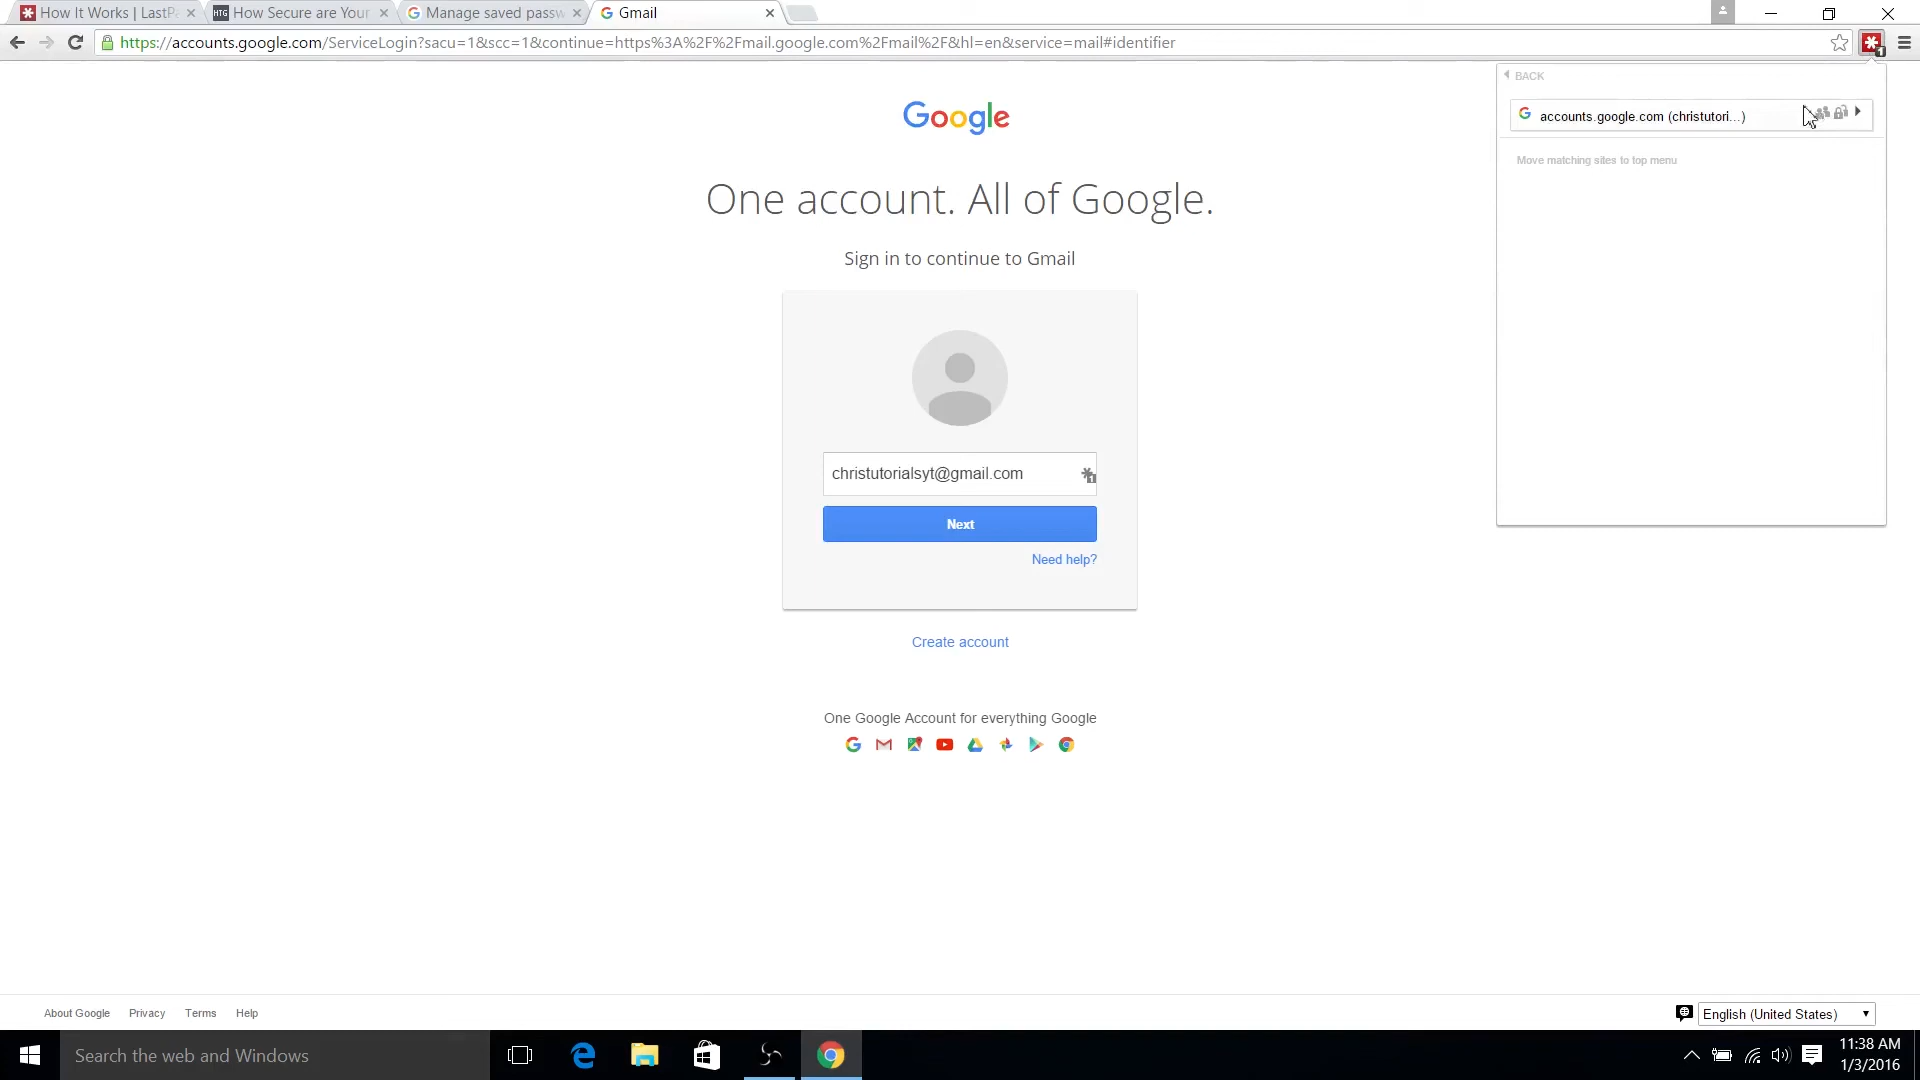 How It Works | LastPa
HTG How Secure are Your
Manage saved passw
Gmail
https://accounts.google.com/ServiceLogin?sacu=1&scc=1&continue=https%3A%2F%2Fmail.google.com%2Fmail%2F&hl=en&service=mail#identifier
1
BACK
accounts.google.com (christutori...)
Move matching sites to top menu
Google
One account. All of Google.
Sign in to continue to Gmail
christutorialsyt@gmail.com
1
Next
Need help?
Create account
One Google Account for everything Google
About Google Privacy Terms Help
English (United States)
Search the web and Windows
11:38 AM
1/3/2016